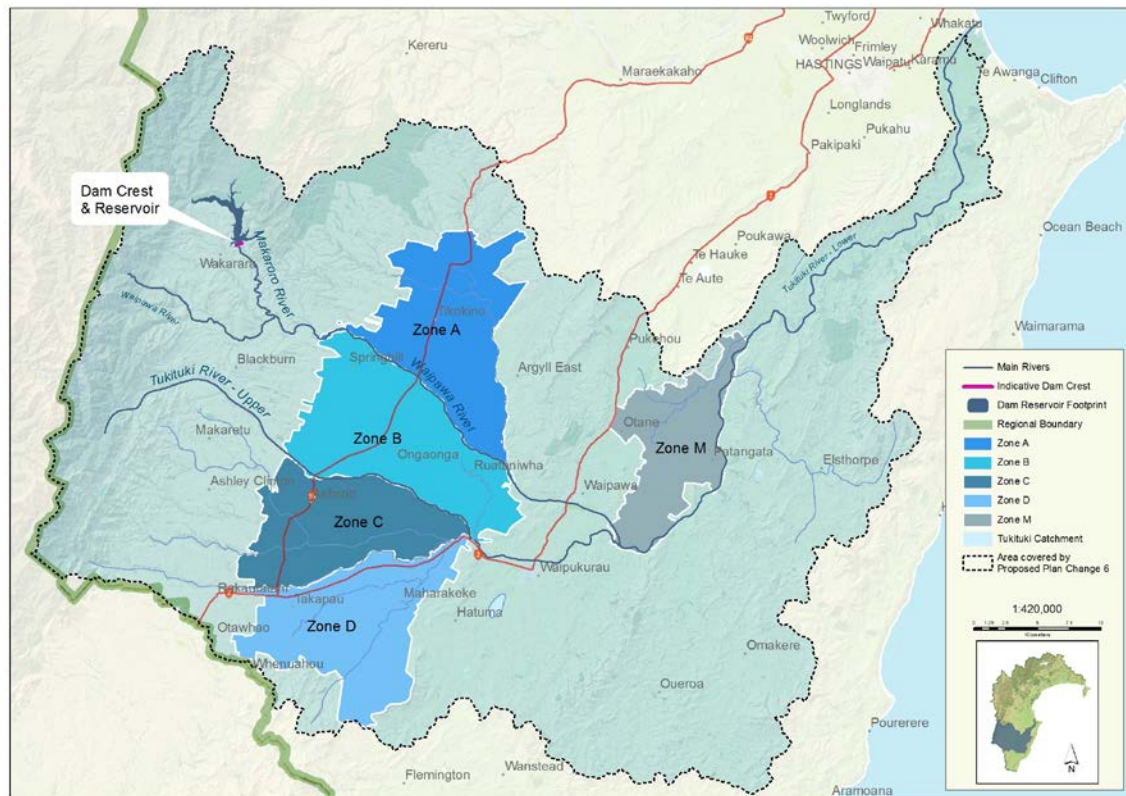 Kereru
Twyford
Whakatu
Woolwich
Frimley
HASTINGS
Waipatu
Karamu
Maraekakaho
Te Awanga
Clifton
Longlands
Pukahu
Pakipaki
Dam Crest
& Reservoir
Wakarara
Makaroro River
Ocean Beach
Poukawa
Te Hauke
Te Aute
Tukituki River - Lower
Waipawa River
Tikokino
Zone A
Pukehou
Waimarama
Blackburn
Springhill
Waipawa River
Argyll East
Tukituki River - Upper
Makaretu
Zone B
Ongaonga
Ruataniwha
Otane
Zone M
Patangata
Elsthorpe
Ashley Clinton
Waipawa
Zone C
Waipukurau
Takapau
Maharakeke
Hatuma
Otawhao
Zone D
Whenuahou
Omakere
Oueroa
Pourerere
Flemington
Wanstead
Aramoana
Main Rivers
Indicative Dam Crest
Dam Reservoir Footprint
Regional Boundary
Zone A
Zone B
Zone C
Zone D
Zone M
Tukituki Catchment
Area covered by
Proposed Plan Change 6
1:420,000
N